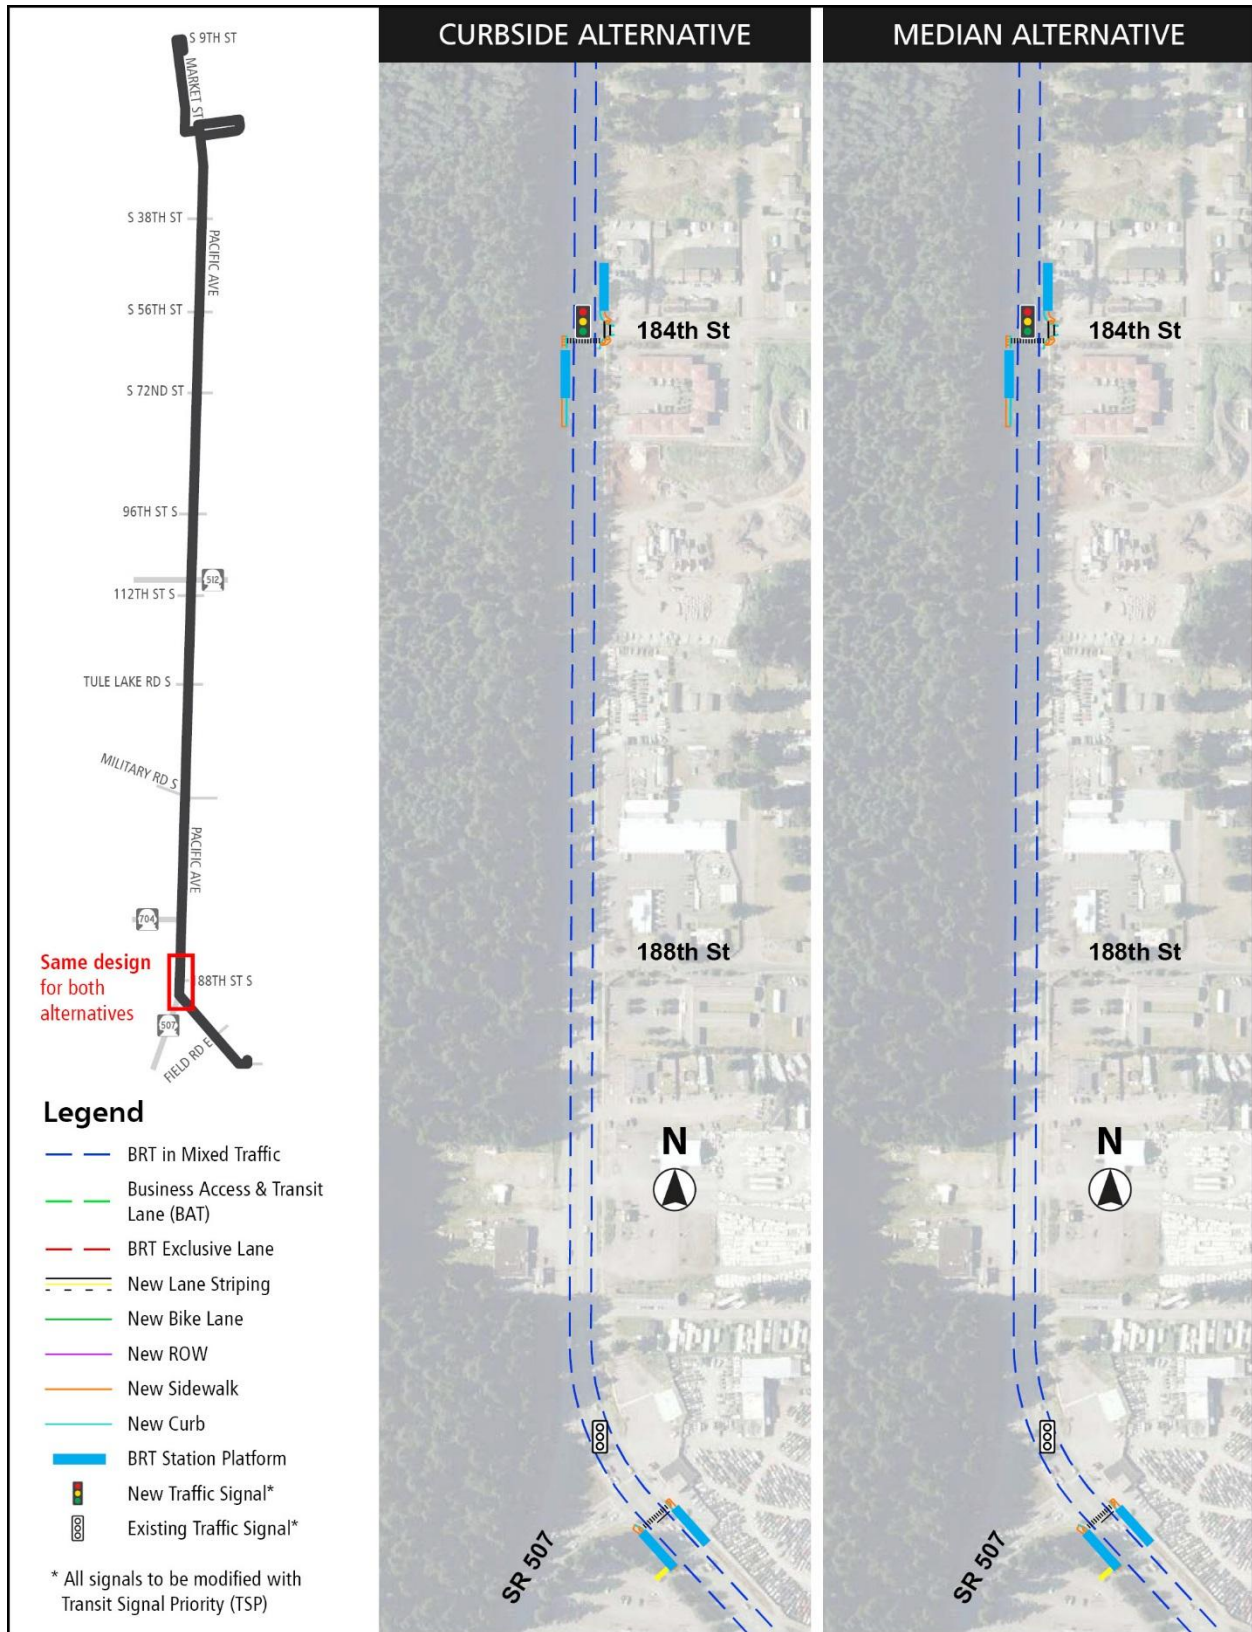 S 9TH ST
MARKET ST
S 38TH ST
PACIFIC AVE
S 56TH ST
S 72ND ST
96TH ST S
512
112TH ST S
TULE LAKE RD S
MILITARY RD S
PACIFIC AVE
704
Same design
for both
alternatives
88TH ST S
507
FIELD RD E
Legend
BRT in Mixed Traffic
Business Access & Transit
Lane (BAT)
BRT Exclusive Lane
New Lane Striping
New Bike Lane
New ROW
New Sidewalk
New Curb
BRT Station Platform
New Traffic Signal*
Existing Traffic Signal*
* All signals to be modified with
Transit Signal Priority (TSP)
CURBSIDE ALTERNATIVE
184th St
188th St
N
SR 507
MEDIAN ALTERNATIVE
184th St
188th St
N
SR 507